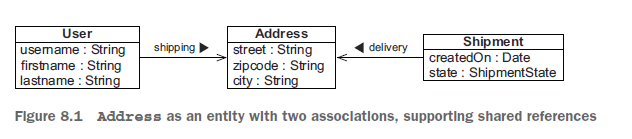 User
username : String
firstname : String
lastname : String
shipping ▶
Address
street : String
zipcode : String
city : String
◀ delivery
Shipment
createdOn : Date
state : ShipmentState
Figure 8.1 Address as an entity with two associations, supporting shared references